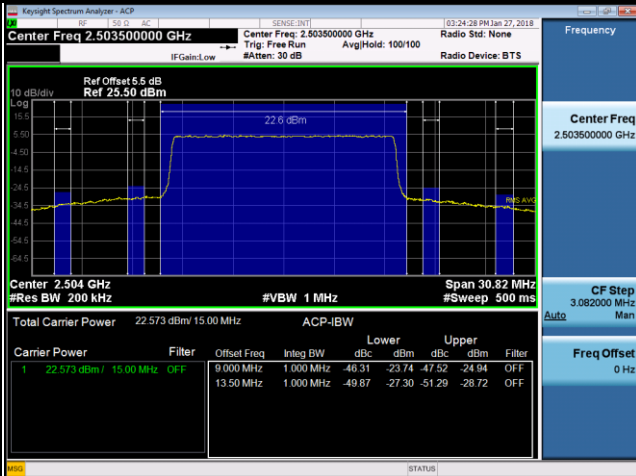 Keysight Spectrum Analyzer - ACP
RF 50 Ω AC SENSE:INT 03:24:28 PM Jan 27, 2018
Center Freq 2.503500000 GHz
Center Freq: 2.503500000 GHz Radio Std: None
Trig: Free Run Avg|Hold: 100/100
IFGain:Low #Atten: 30 dB Radio Device: BTS
Frequency
Ref Offset 5.5 dB
10 dB/div Ref 25.50 dBm
Log
15.5
5.50
-4.50
-14.5
-24.5
-34.5
-44.5
-54.5
-64.5
22.6 dBm
RMS AVG
Center 2.504 GHz Span 30.82 MHz
#Res BW 200 kHz #VBW 1 MHz #Sweep 500 ms
Total Carrier Power 22.573 dBm/ 15.00 MHz ACP-IBW
Lower Upper
Carrier Power Filter Offset Freq Integ BW dBc dBm dBc dBm Filter
1 22.573 dBm / 15.00 MHz OFF 9.000 MHz 1.000 MHz -46.31 -23.74 -47.52 -24.94 OFF
13.50 MHz 1.000 MHz -49.87 -27.30 -51.29 -28.72 OFF
Center Freq
2.503500000 GHz
CF Step
3.082000 MHz
Auto Man
Freq Offset
0 Hz
MSG STATUS